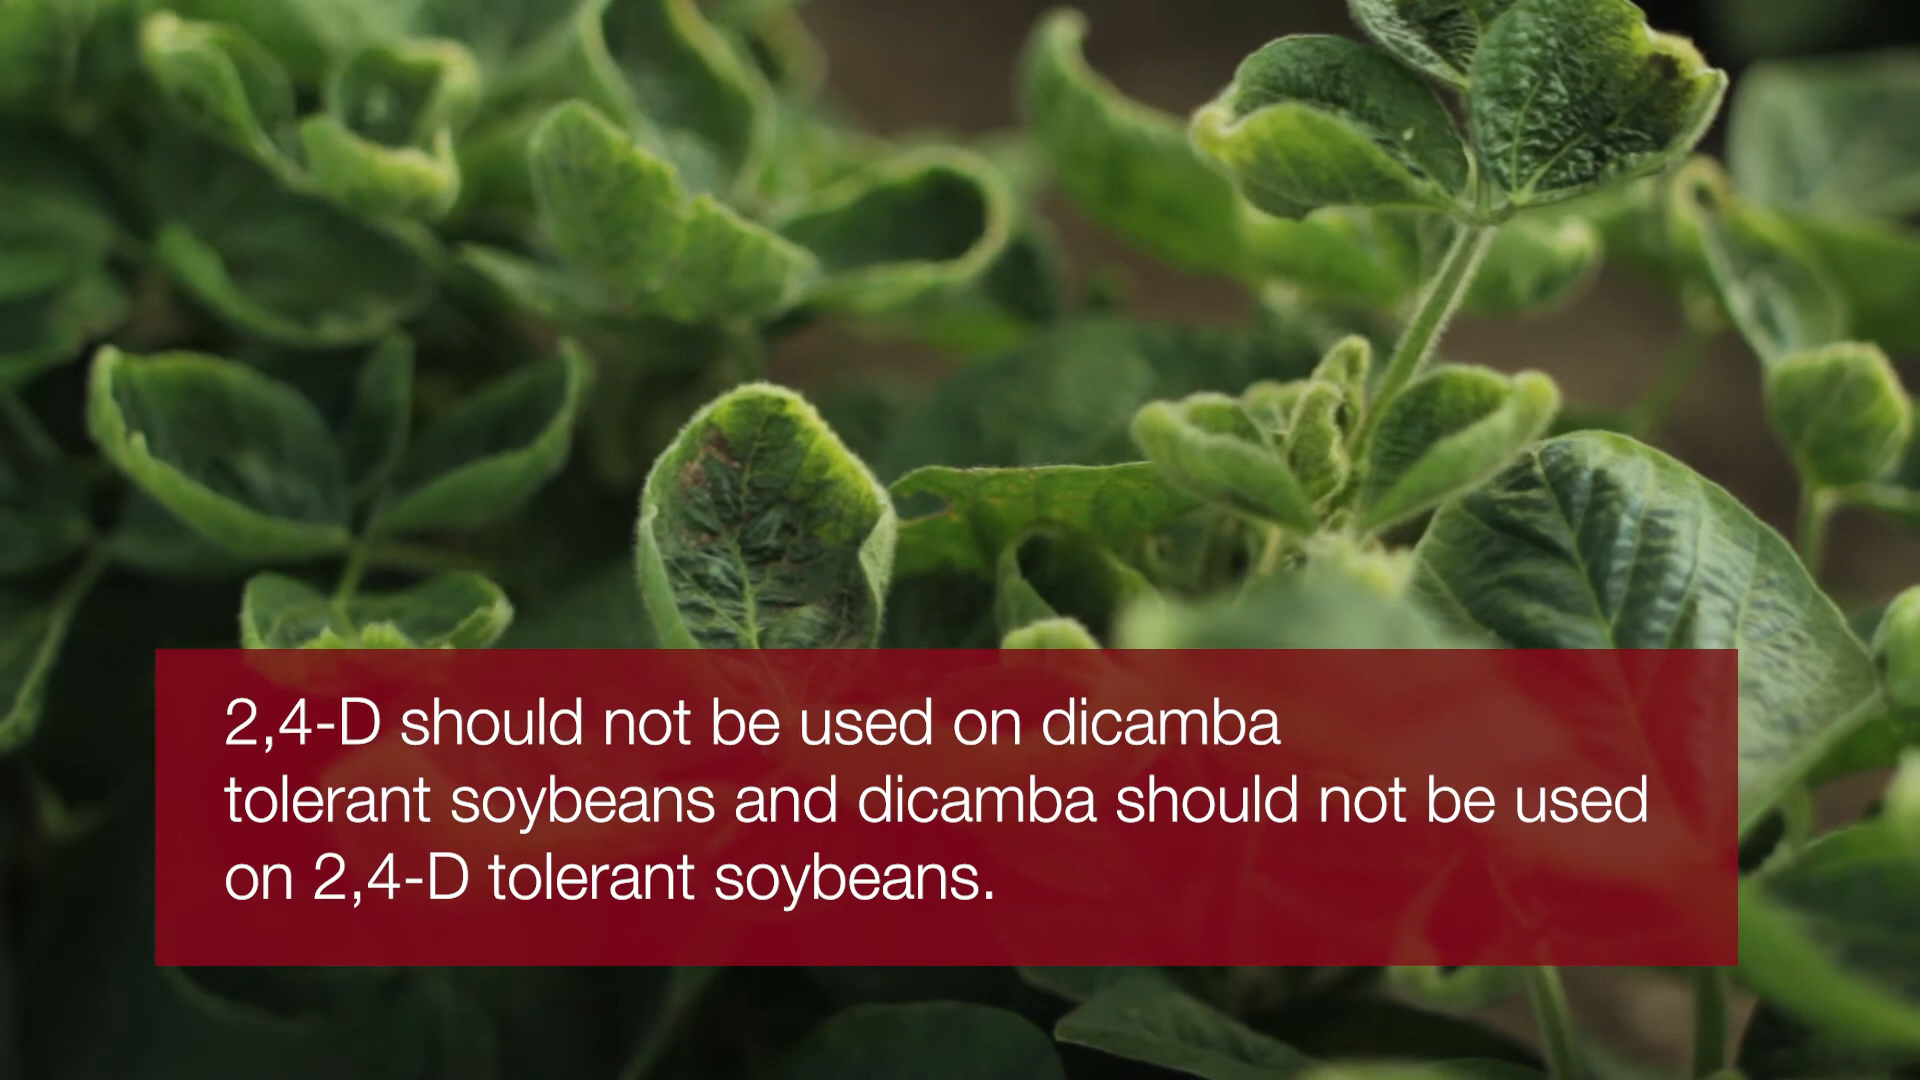 2,4-D should not be used on dicamba
tolerant soybeans and dicamba should not be used
on 2,4-D tolerant soybeans.